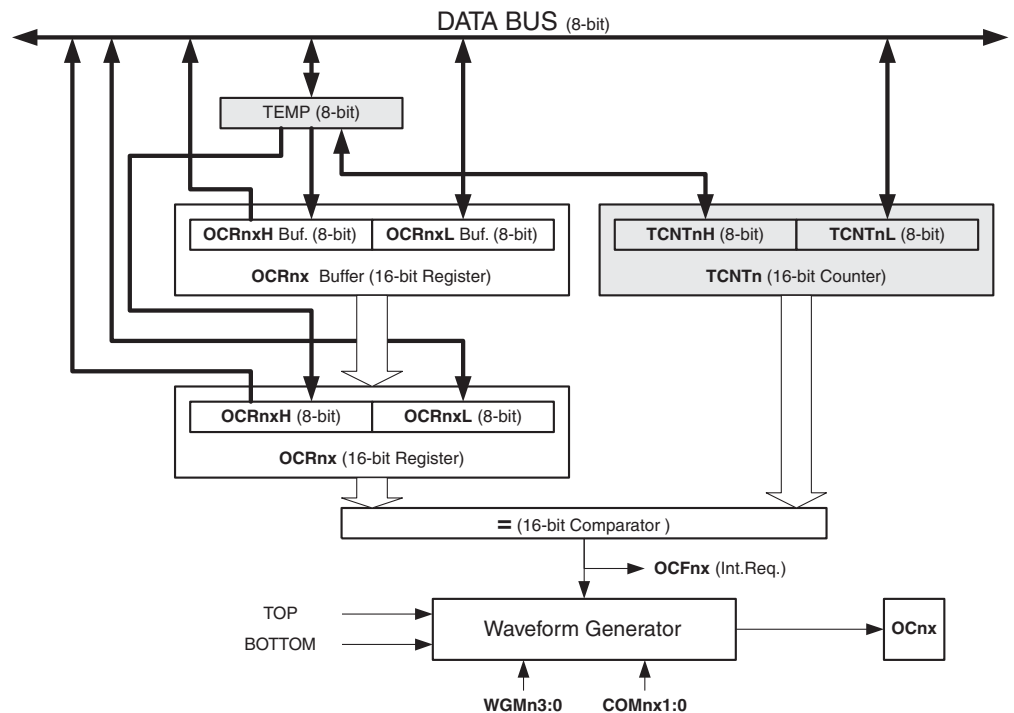 DATA BUS (8-bit)
TEMP (8-bit)
OCRnxH Buf. (8-bit)
OCRnxL Buf. (8-bit)
OCRnx Buffer (16-bit Register)
TCNTnH (8-bit)
TCNTnL (8-bit)
TCNTn (16-bit Counter)
OCRnxH (8-bit)
OCRnxL (8-bit)
OCRnx (16-bit Register)
= (16-bit Comparator )
OCFnx (Int.Req.)
TOP
BOTTOM
Waveform Generator
OCnx
WGMn3:0
COMnx1:0